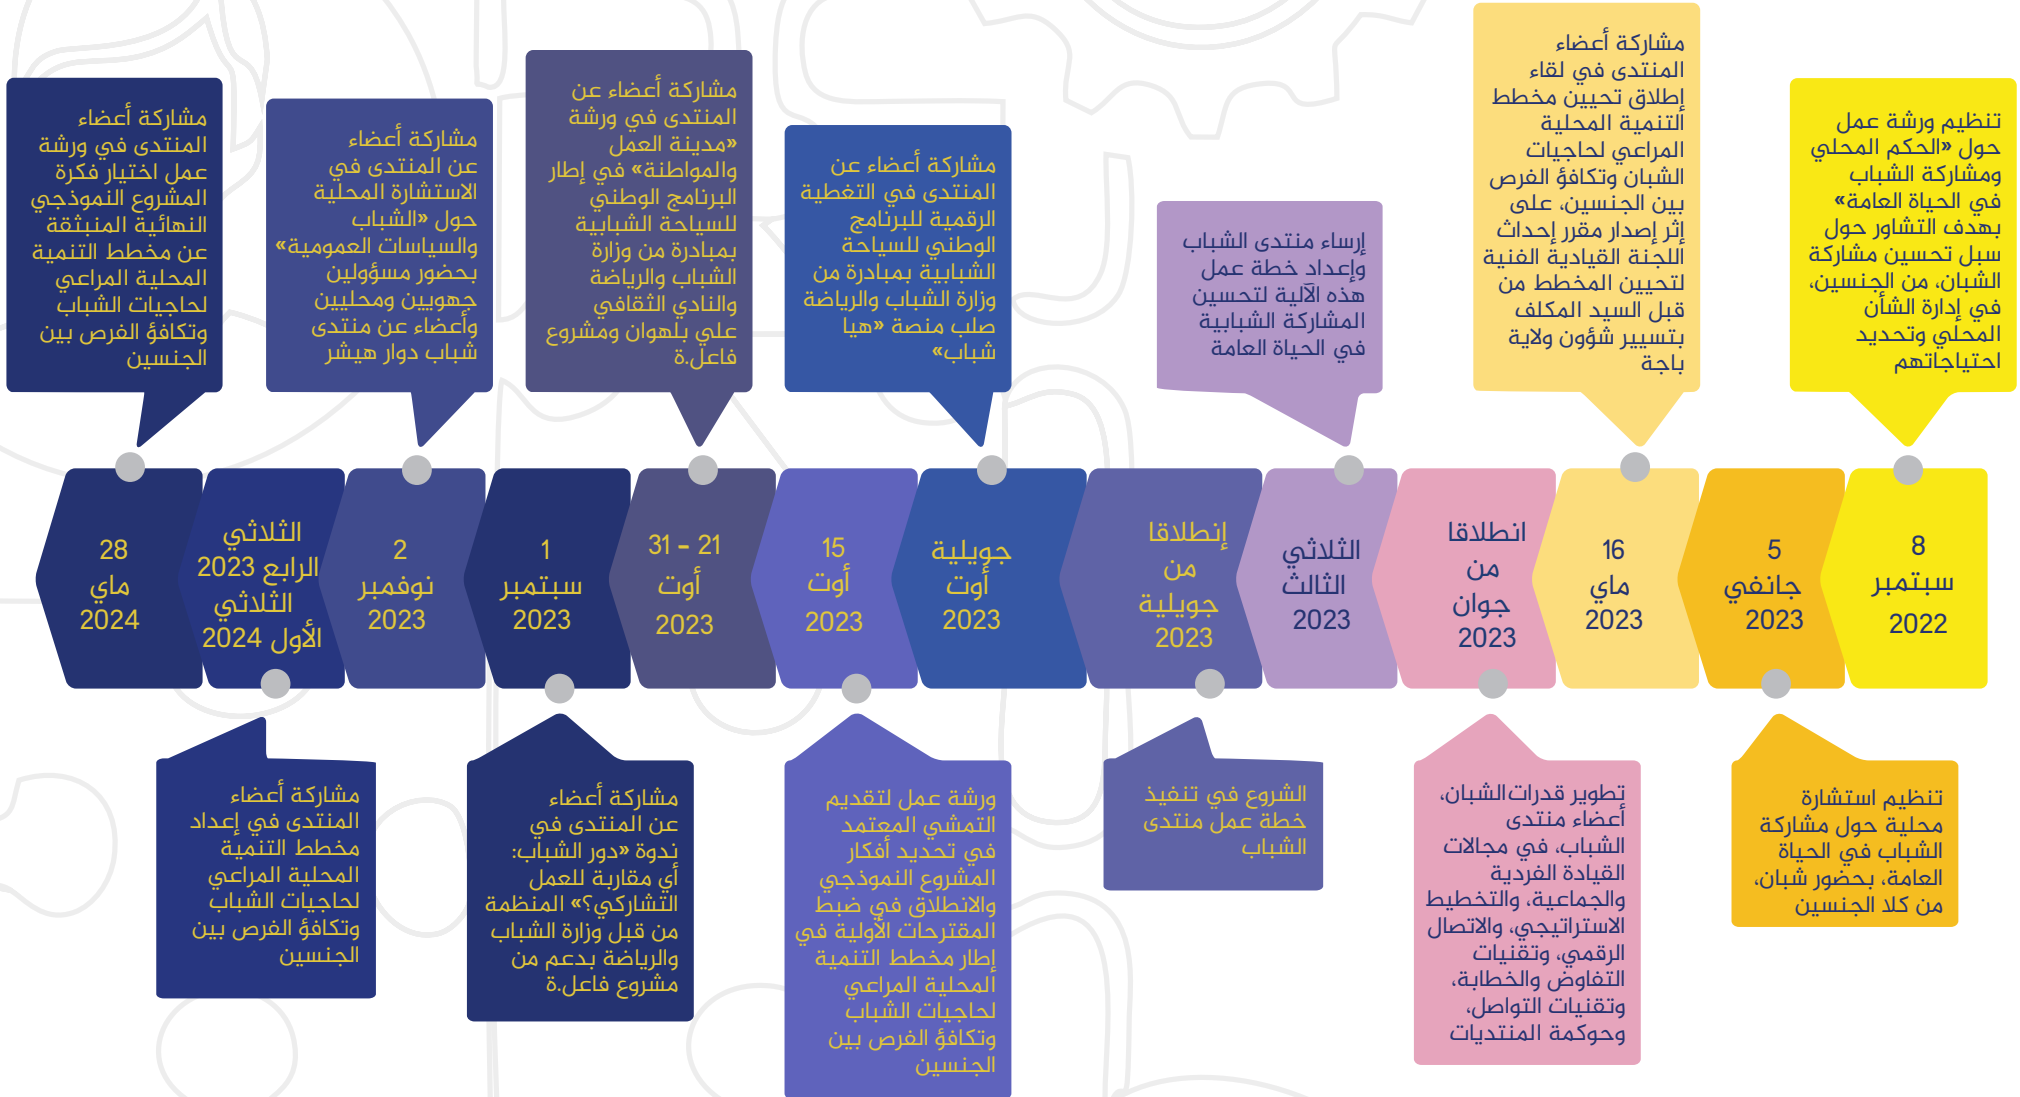 تنظيم ورشة عمل
حول «الحكم المحلي
ومشاركة الشباب
في الحياة العامة»
بهدف التشاور حول
سبل تحسين مشاركة
الشبان، من الجنسين،
في إدارة الشأن
المحلي وتحديد
احتياجاتهم
8
سبتمبر
2022
5
جانفي
2023
تنظيم استشارة
محلية حول مشاركة
الشباب في الحياة
العامة، بحضور شبان،
من كلا الجنسين
مشاركة أعضاء
المنتدى في لقاء
إطلاق تحيين مخطط
التنمية المحلية
المراعي لحاجيات
الشبان وتكافؤ الفرص
بين الجنسين، على
إثر إصدار مقرر إحداث
اللجنة القيادية الفنية
لتحيين المخطط من
قبل السيد المكلف
بتسيير شؤون ولاية
باجة
16
ماي
2023
انطلاقا
من
جوان
2023
تطوير قدرات الشبان،
أعضاء منتدى
الشباب، في مجالات
القيادة الفردية
والجماعية، والتخطيط
الاستراتيجي، والاتصال
الرقمي، وتقنيات
التفاوض والخطابة،
وتقنيات التواصل،
وحوكمة المنتديات
إرساء منتدى الشباب
وإعداد خطة عمل
هذه الآلية لتحسين
المشاركة الشبابية
في الحياة العامة
الثلاثي
الثالث
2023
إنطلاقا
من
جويلية
2023
الشروع في تنفيذ
خطة عمل منتدى
الشباب
مشاركة أعضاء عن
المنتدى في التغطية
الرقمية للبرنامج
الوطني للسياحة
الشبابية بمبادرة من
وزارة الشباب والرياضة
صلب منصة «هيا
شباب»
جويلية
أوت
2023
15
أوت
2023
ورشة عمل لتقديم
التمشي المعتمد
في تحديد أفكار
المشروع النموذجي
والانطلاق في ضبط
المقترحات الأولية في
إطار مخطط التنمية
المحلية المراعي
لحاجيات الشباب
وتكافؤ الفرص بين
الجنسين
مشاركة أعضاء عن
المنتدى في ورشة
«مدينة العمل
والمواطنة» في إطار
البرنامج الوطني
للسياحة الشبابية
بمبادرة من وزارة
الشباب والرياضة
والنادي الثقافي
علي بلهوان ومشروع
فاعل.ة
21 - 31
أوت
2023
1
سبتمبر
2023
مشاركة أعضاء
عن المنتدى في
ندوة «دور الشباب:
أي مقاربة للعمل
التشاركي؟» المنظمة
من قبل وزارة الشباب
والرياضة بدعم من
مشروع فاعل.ة
مشاركة أعضاء
عن المنتدى في
الاستشارة المحلية
حول «الشباب
والسياسات العمومية»
بحضور مسؤولين
جهويين ومحليين
وأعضاء عن منتدى
شباب دوار هيشر
2
نوفمبر
2023
الثلاثي
الرابع 2023
الثلاثي
الأول 2024
مشاركة أعضاء
المنتدى في إعداد
مخطط التنمية
المحلية المراعي
لحاجيات الشباب
وتكافؤ الفرص بين
الجنسين
مشاركة أعضاء
المنتدى في ورشة
عمل اختيار فكرة
المشروع النموذجي
النهائية المنبثقة
عن مخطط التنمية
المحلية المراعي
لحاجيات الشباب
وتكافؤ الفرص بين
الجنسين
28
ماي
2024